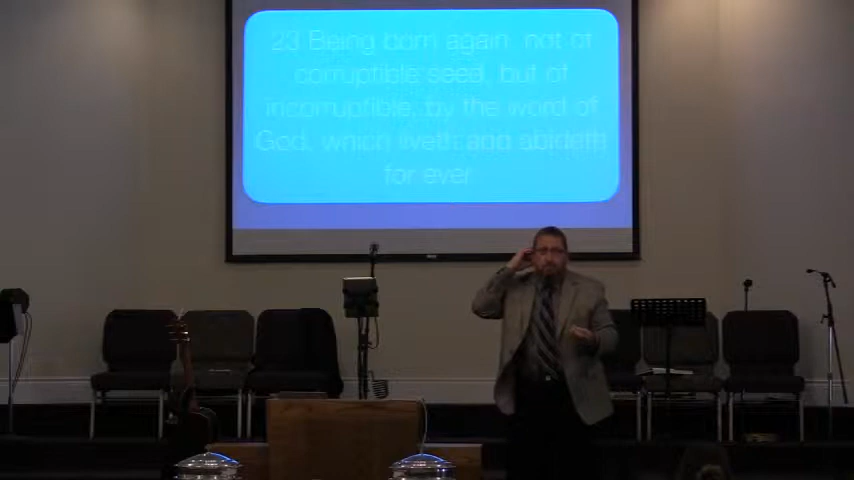 23 Being born again, not of
corruptible seed, but of
incorruptible, by the word of
God, which liveth and abideth
for ever